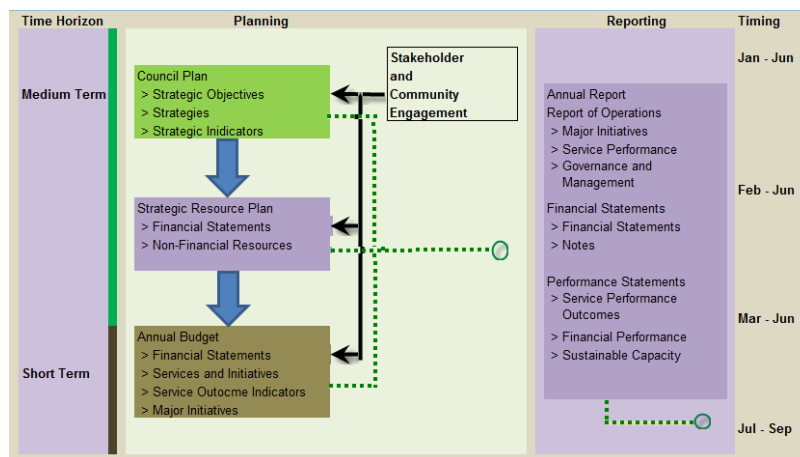 Time Horizon
Planning
Reporting
Timing
Medium Term
Short Term
Council Plan
> Strategic Objectives
> Strategies
> Strategic Inidicators
Stakeholder
and
Community
Engagement
Strategic Resource Plan
> Financial Statements
> Non-Financial Resources
Annual Budget
> Financial Statements
> Services and Initiatives
> Service Outocme Indicators
> Major Initiatives
Annual Report
Report of Operations
> Major Initiatives
> Service Performance
> Governance and
Management
Financial Statements
> Financial Statements
> Notes
Performance Statements
> Service Performance
Outcomes
> Financial Performance
> Sustainable Capacity
Jan - Jun
Feb - Jun
Mar - Jun
Jul - Sep